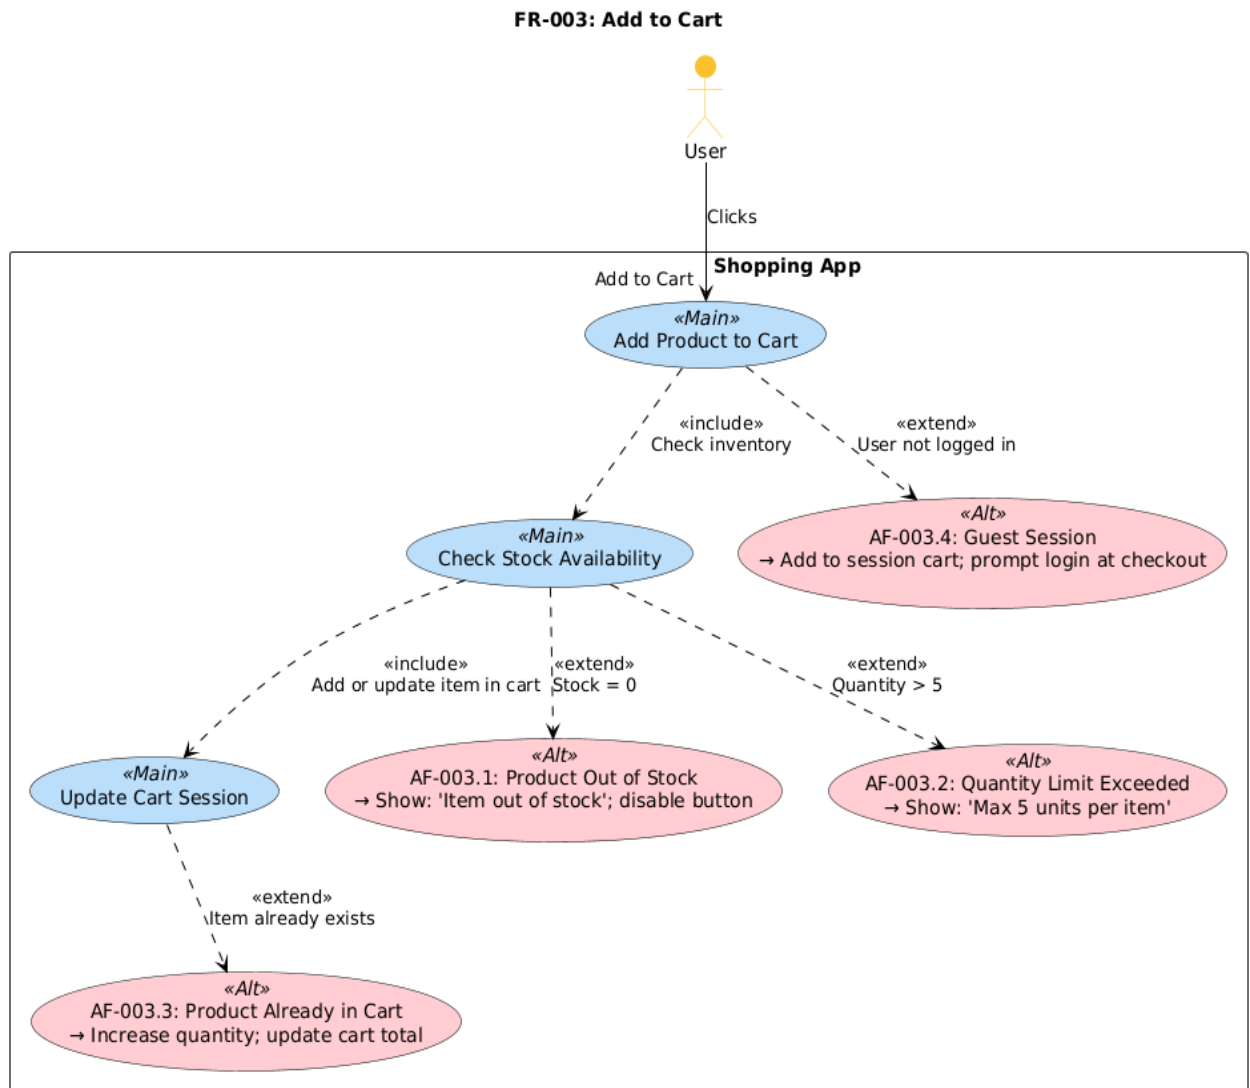 FR-003: Add to Cart
User
Clicks
Shopping App
Add to Cart
«Main»
Add Product to Cart
«include»
Check inventory
«extend»
User not logged in
«Main»
Check Stock Availability
«Alt»
AF-003.4: Guest Session
→ Add to session cart; prompt login at checkout
«include»
Add or update item in cart
«extend»
Stock = 0
«extend»
Quantity > 5
«Main»
Update Cart Session
«Alt»
AF-003.1: Product Out of Stock
→ Show: 'Item out of stock'; disable button
«Alt»
AF-003.2: Quantity Limit Exceeded
→ Show: 'Max 5 units per item'
«extend»
Item already exists
«Alt»
AF-003.3: Product Already in Cart
→ Increase quantity; update cart total